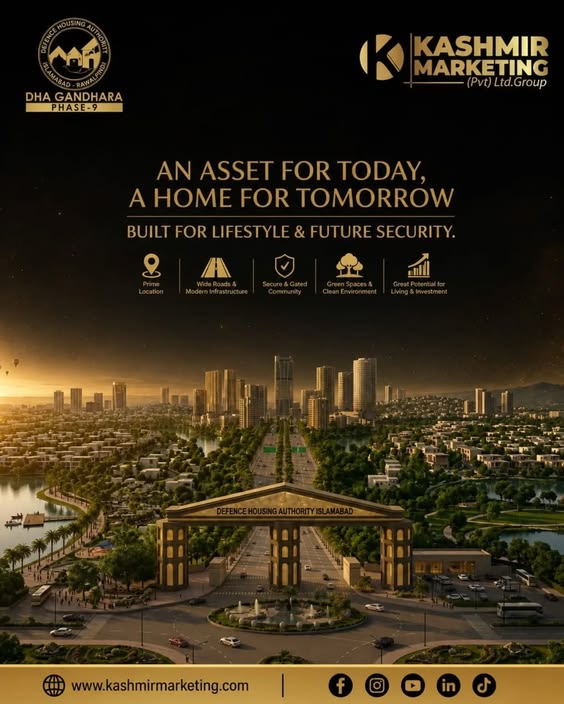 DEFENCE HOUSING AUTHORITY
ISLAMABAD - RAWALPINDI
DHA GANDHARA
PHASE-9
K KASHMIR
MARKETING
(Pvt) Ltd.Group
AN ASSET FOR TODAY,
A HOME FOR TOMORROW
BUILT FOR LIFESTYLE & FUTURE SECURITY.
Prime
Location
Wide Roads &
Modern Infrastructure
Secure & Gated
Community
Green Spaces &
Clean Environment
Great Potential for
Living & Investment
DEFENCE HOUSING AUTHORITY ISLAMABAD
www.kashmirmarketing.com